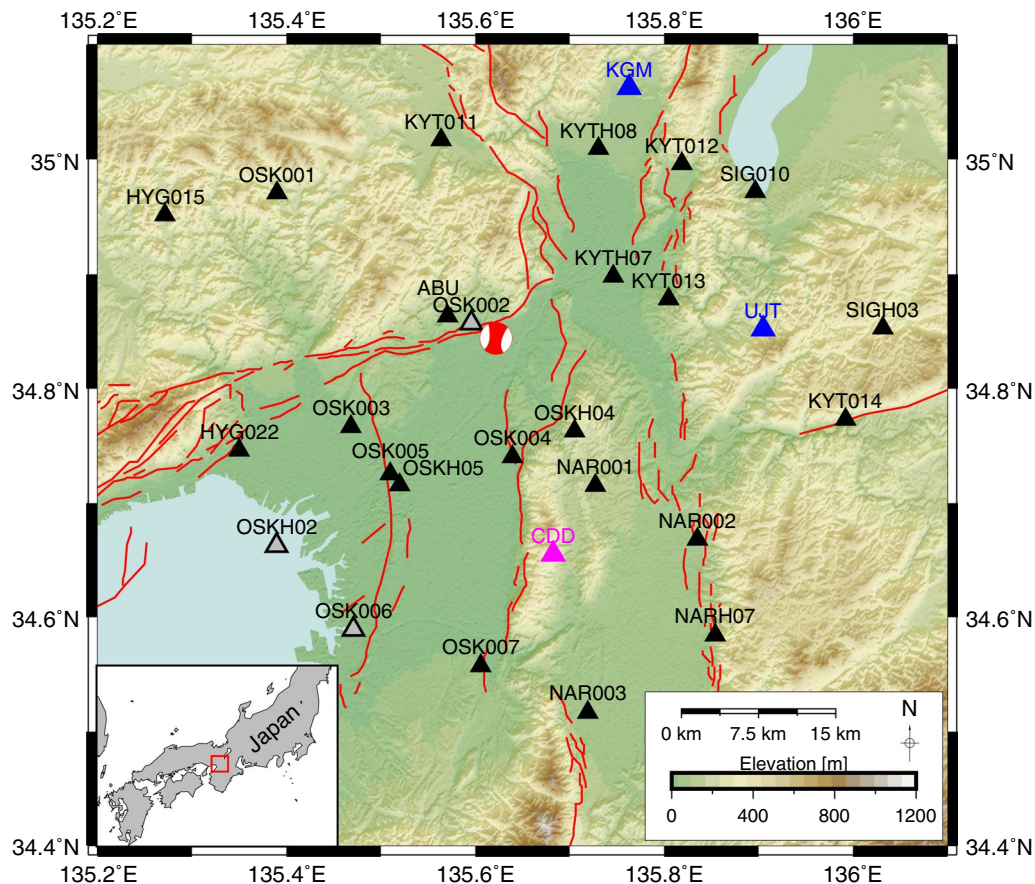 135.2˚E 135.4˚E 135.6˚E 135.8˚E 136˚E
KGM
KYT011
KYTH08
KYT012
35˚N
35˚N
OSK001
SIG010
HYG015
KYTH07
KYT013
ABU
OSK002
UJT
SIGH03
34.8˚N
34.8˚N
KYT014
OSK003
OSKH04
HYG022
OSK004
OSK005
OSKH05
NAR001
OSKH02
NAR002
CDD
34.6˚N
34.6˚N
OSK006
NARH07
OSK007
NAR003
Japan
N
0 km 7.5 km 15 km
Elevation [m]
0 400 800 1200
34.4˚N
34.4˚N
135.2˚E 135.4˚E 135.6˚E 135.8˚E 136˚E